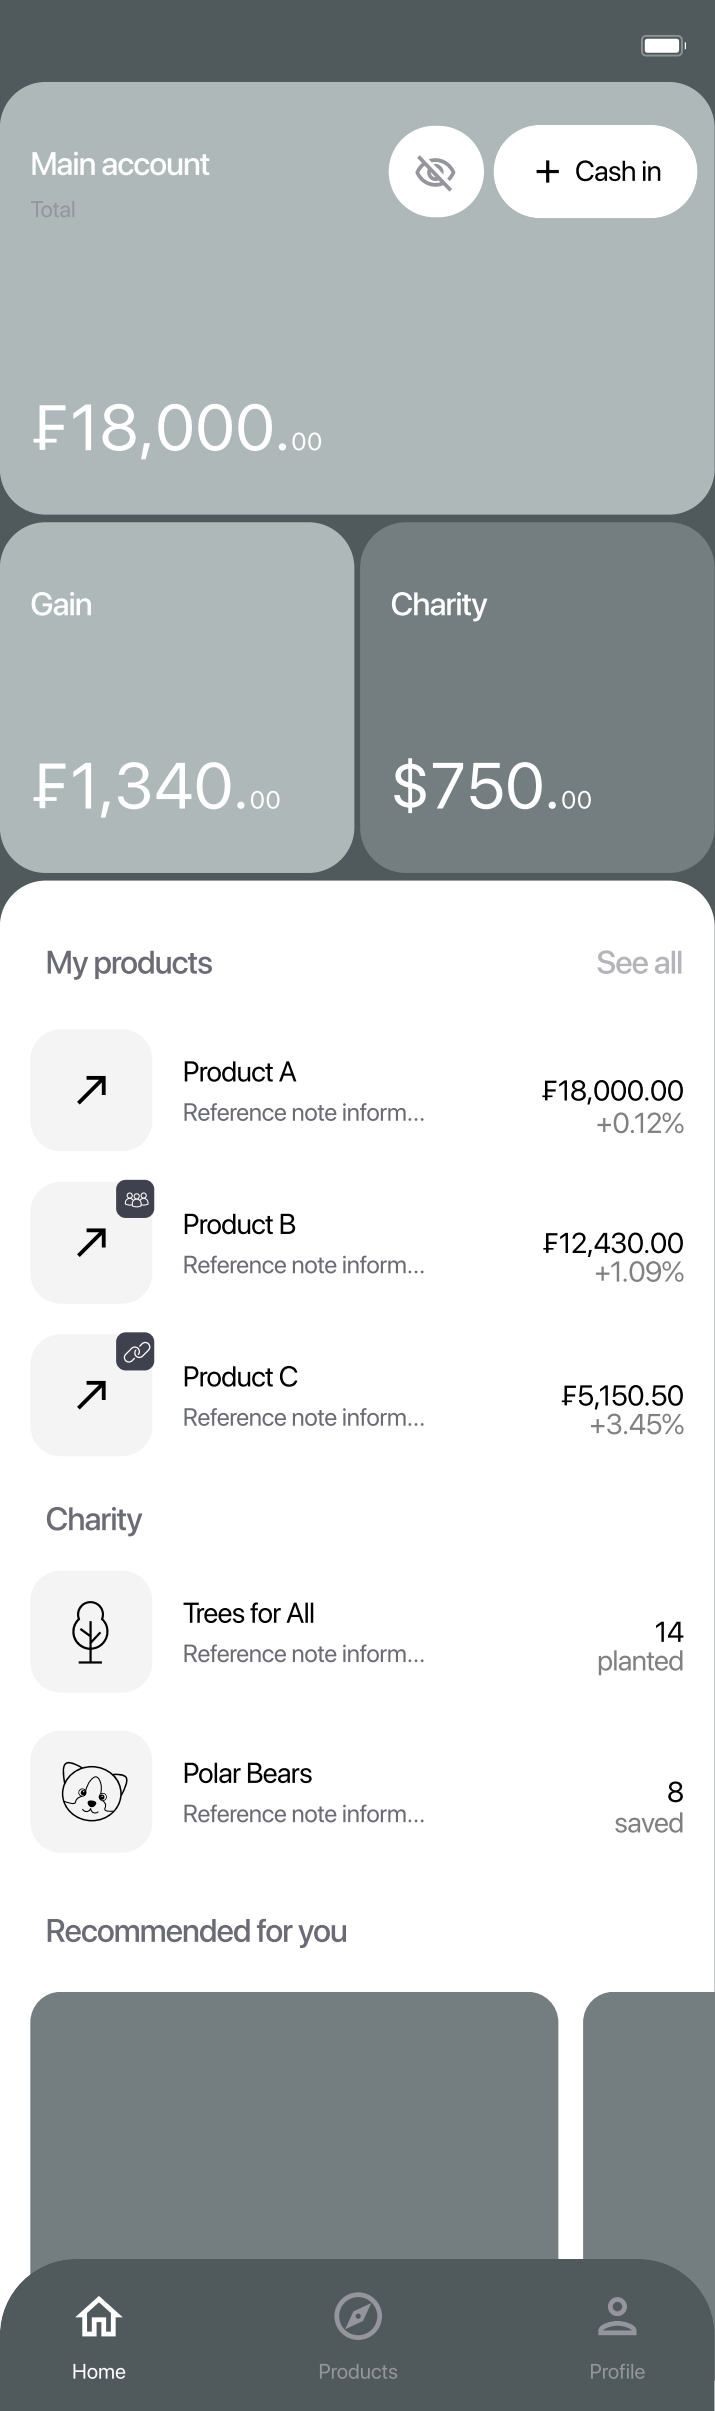 Main account
Cash in
Total
₣18,000.00
Gain
Charity
₣1,340.00
$750.00
My products
See all
Product A
Reference note inform...
₣18,000.00
+0.12%
Product B
Reference note inform...
₣12,430.00
+1.09%
Product C
Reference note inform...
₣5,150.50
+3.45%
Charity
Trees for All
Reference note inform...
14
planted
Polar Bears
Reference note inform...
8
saved
Recommended for you
Home
Products
Profile